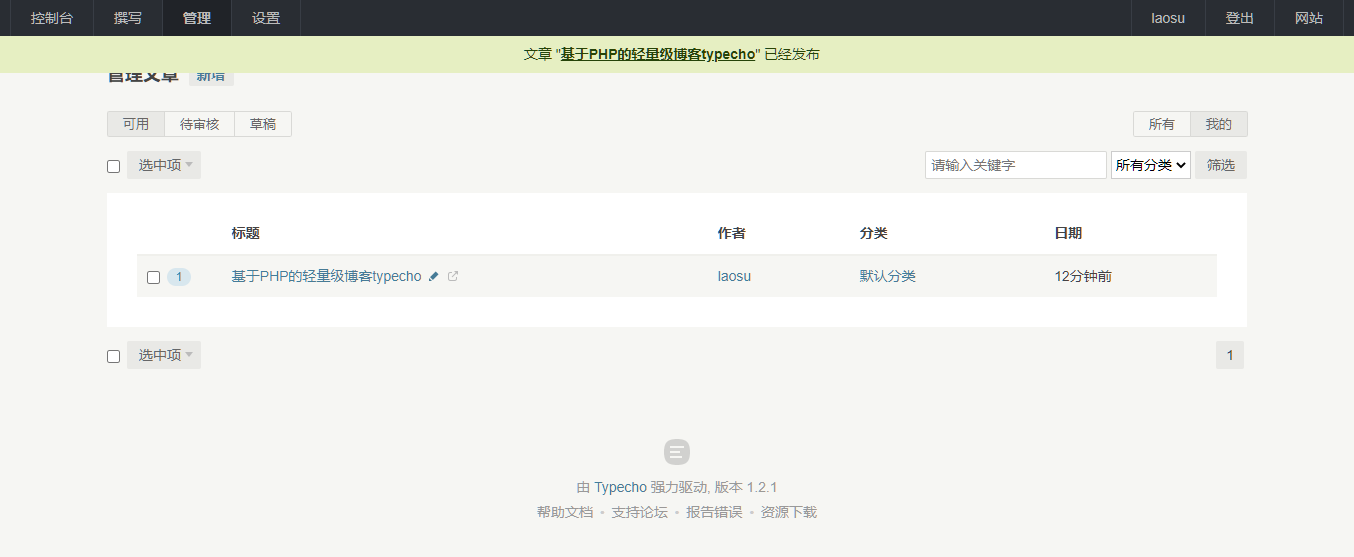 控制台 撰写 管理 设置 laosu 登出 网站
文章 "基于PHP的轻量级博客typecho" 已经发布
管理文章 新增
可用 待审核 草稿 所有 我的
选中项 请输入关键字 所有分类 筛选
标题 作者 分类 日期
1 基于PHP的轻量级博客typecho laosu 默认分类 12分钟前
选中项 1
由 Typecho 强力驱动, 版本 1.2.1
帮助文档 • 支持论坛 • 报告错误 • 资源下载